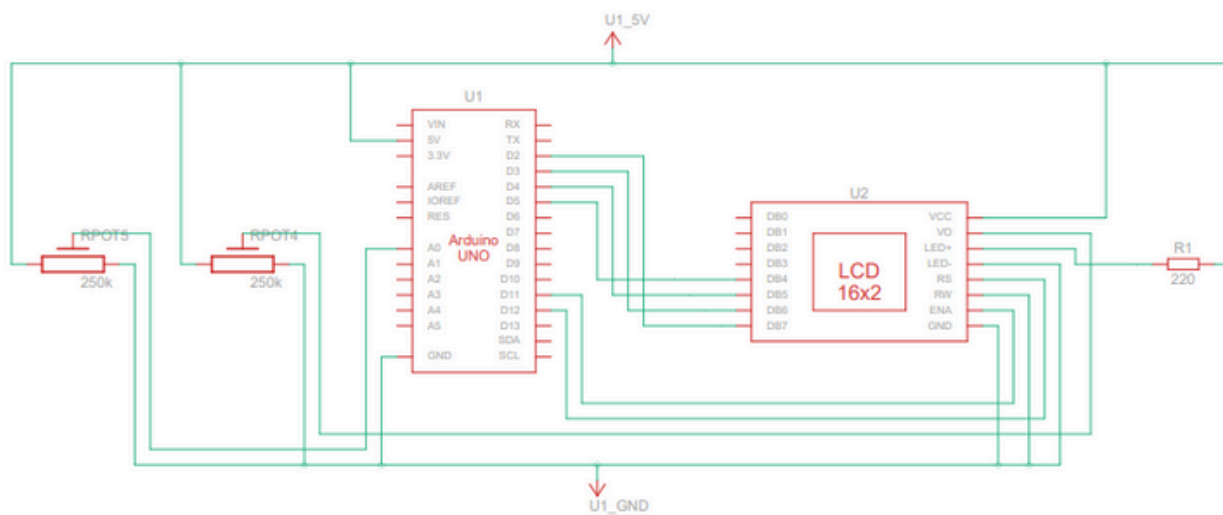 U1_5V
U1
VIN
5V
3.3V
AREF
IOREF
RES
A0
A1
A2
A3
A4
A5
GND
Arduino
UNO
RX
TX
D2
D3
D4
D5
D6
D7
D8
D9
D10
D11
D12
D13
SDA
SCL
RPOT5
250k
RPOT4
250k
U2
DB0
DB1
DB2
DB3
DB4
DB5
DB6
DB7
LCD
16x2
VCC
VO
LED+
LED-
RS
RW
ENA
GND
R1
220
U1_GND